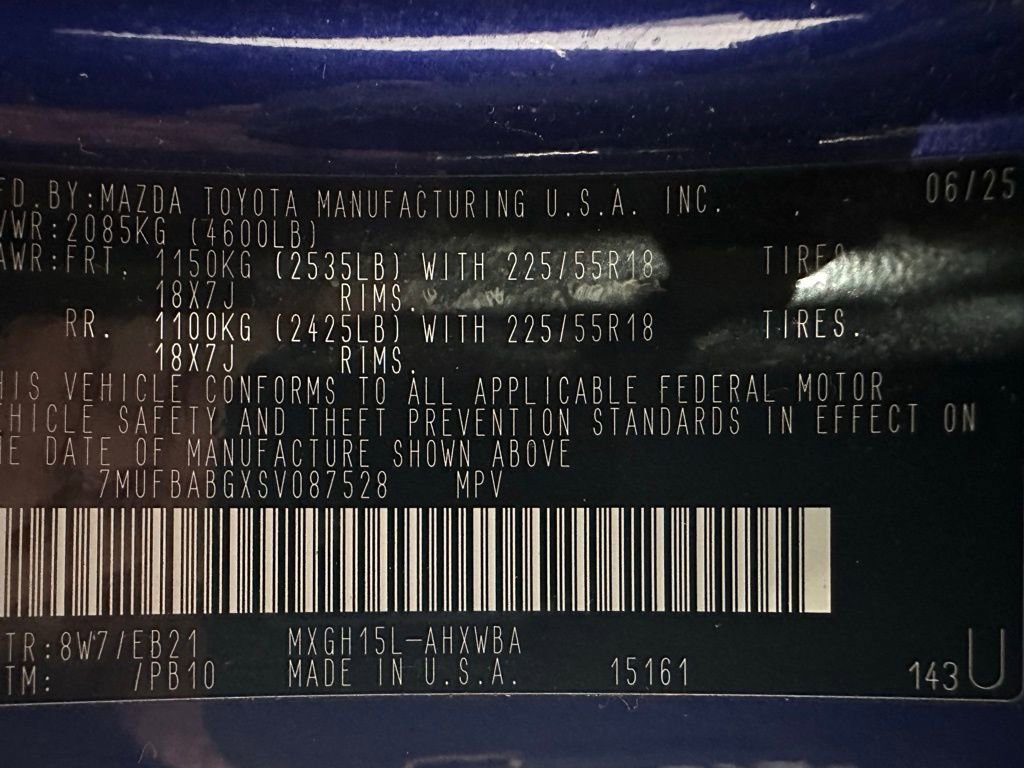 FD. BY:MAZDA TOYOTA MANUFACTURING U.S.A. INC. 06/25
VWR:2085KG (4600LB)
AWR:FRT. 1150KG (2535LB) WITH 225/55R18 TIRE
18X7J RIMS.
RR. 1100KG (2425LB) WITH 225/55R18 TIRES.
18X7J RIMS.
HIS VEHICLE CONFORMS TO ALL APPLICABLE FEDERAL MOTOR
EHICLE SAFETY AND THEFT PREVENTION STANDARDS IN EFFECT ON
HE DATE OF MANUFACTURE SHOWN ABOVE
7MUFBABGXSV087528 MPV
TR:8W7/EB21 MXGH15L-AHXWBA
TM: /PB10 MADE IN U.S.A. 15161 143U